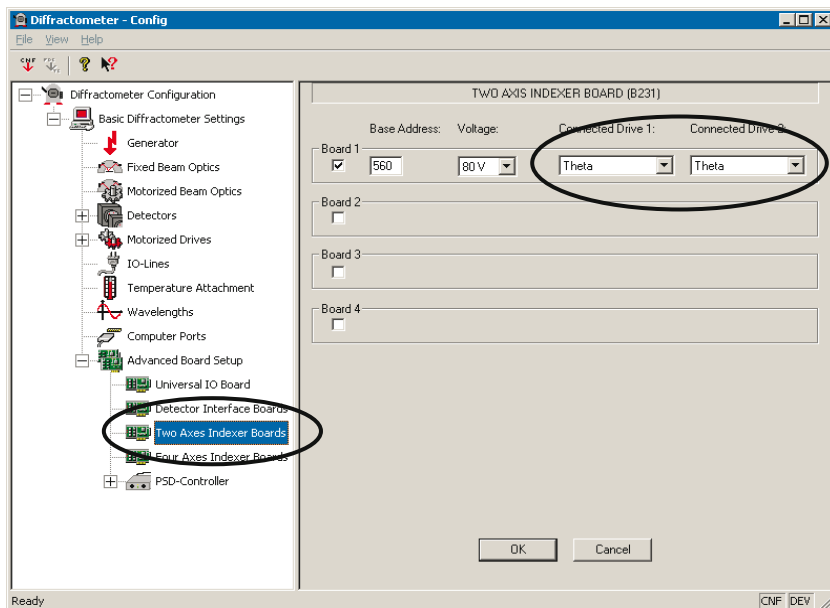 Diffractometer - Config
File View Help
CNF
Diffractometer Configuration
Basic Diffractometer Settings
Generator
Fixed Beam Optics
Motorized Beam Optics
Detectors
Motorized Drives
IO-Lines
Temperature Attachment
Wavelengths
Computer Ports
Advanced Board Setup
Universal IO Board
Detector Interface Boards
Two Axes Indexer Boards
Four Axes Indexer Boards
PSD-Controller
TWO AXIS INDEXER BOARD (B231)
Base Address: Voltage: Connected Drive 1: Connected Drive 2:
Board 1
560 80 V Theta Theta
Board 2
Board 3
Board 4
OK Cancel
Ready CNF DEV